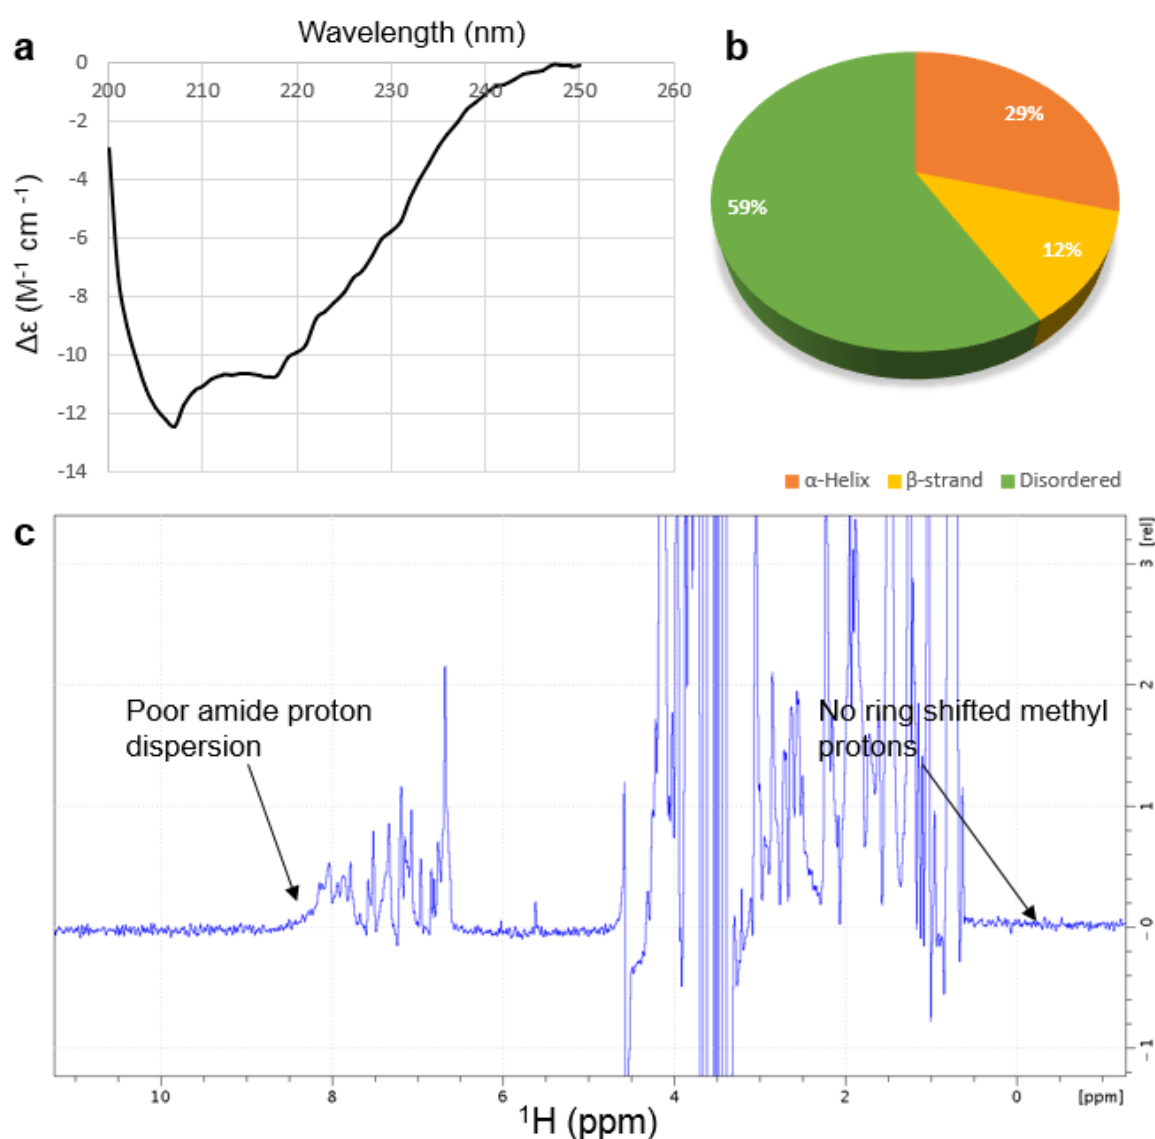 a
Wavelength (nm)
0
200 210 220 230 240 250 260
-2
-4
-6
-8
-10
-12
-14
Δε (M⁻¹ cm ⁻¹)
b
29%
59%
12%
α-Helix β-strand Disordered
c
Poor amide proton
dispersion
No ring shifted methyl
protons
[rel]
3
2
1
0
-1
10 8 6 4 2 0 [ppm]
¹H (ppm)